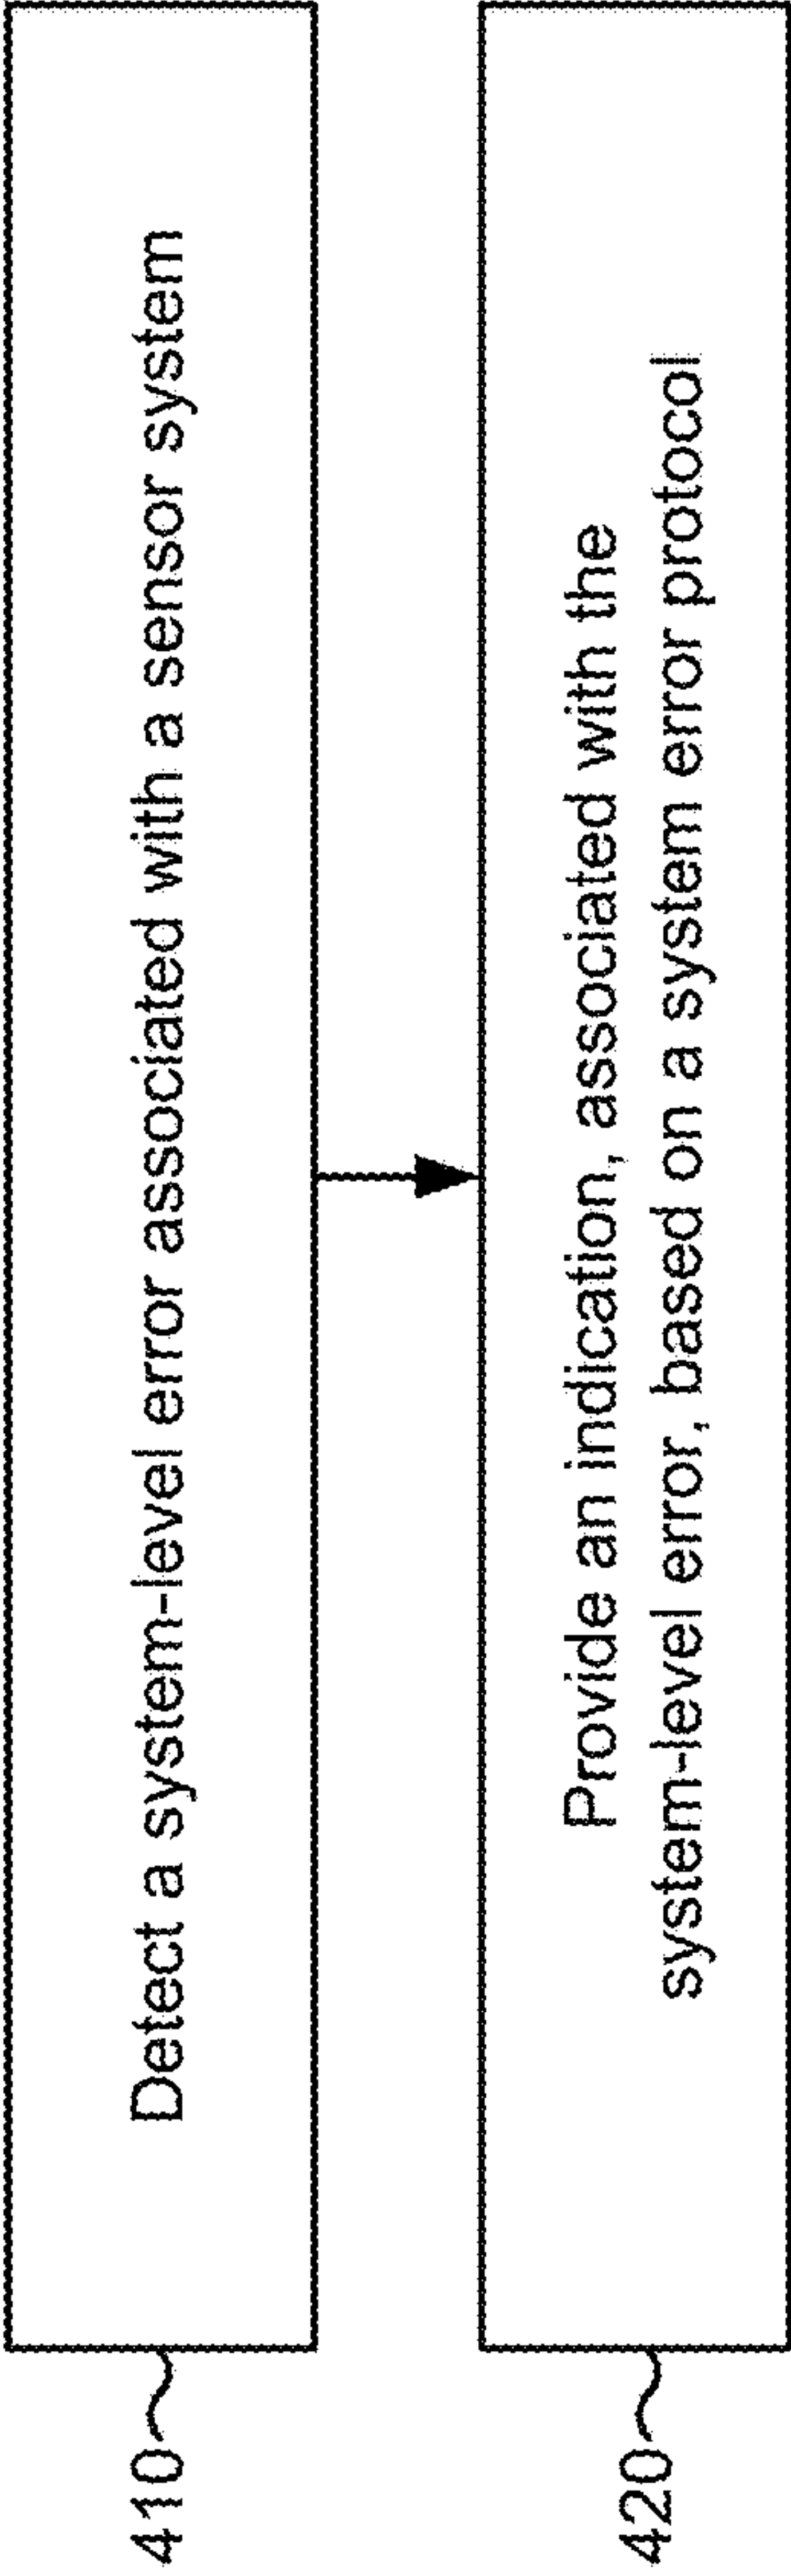 410
Detect a system-level error associated with a sensor system
420
Provide an indication, associated with the
system-level error, based on a system error protocol